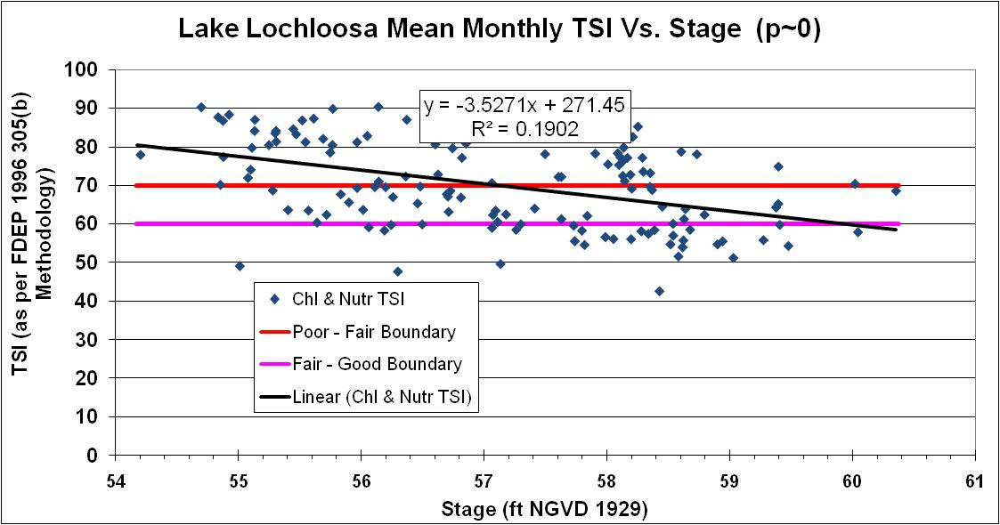 Lake Lochloosa Mean Monthly TSI Vs. Stage (p~0)
TSI (as per FDEP 1996 305(b)
Methodology)
100
90
80
70
60
50
40
30
20
10
0
y = -3.5271x + 271.45
R² = 0.1902
Chl & Nutr TSI
Poor - Fair Boundary
Fair - Good Boundary
Linear (Chl & Nutr TSI)
54 55 56 57 58 59 60 61
Stage (ft NGVD 1929)